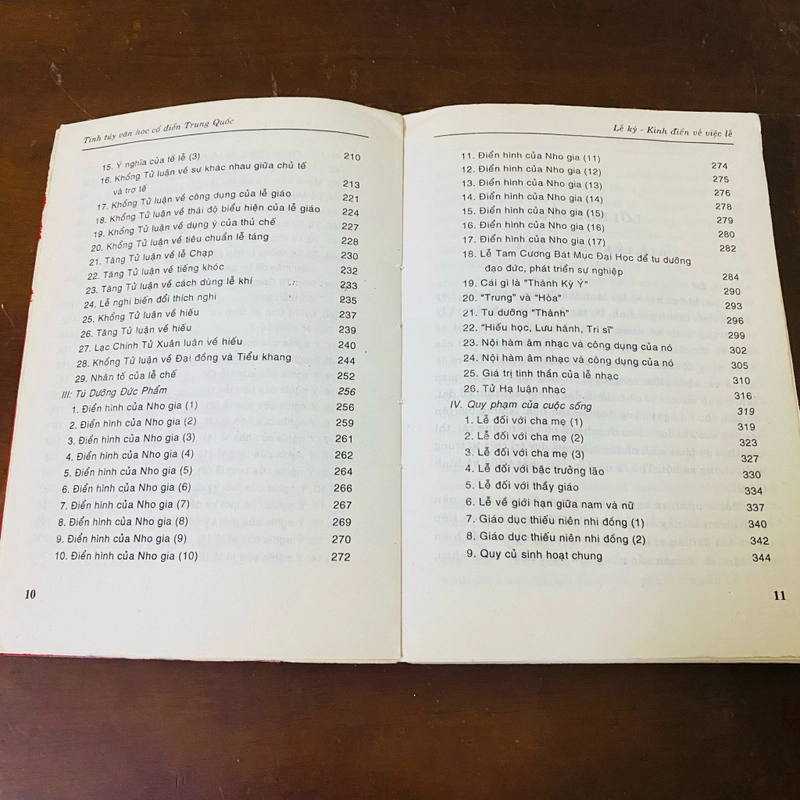 Tinh túy văn học cổ điển Trung Quốc
15. Ý nghĩa của tế lễ (3) 210
16. Khổng Tử luận về sự khác nhau giữa chủ tế
và trợ tế 213
17. Khổng Tử luận về công dụng của lễ giáo 221
18. Khổng Tử luận về thái độ biểu hiện của lễ giáo 224
19. Khổng Tử luận về dụng ý của thủ chế 227
20. Khổng Tử luận về tiêu chuẩn lễ táng 228
21. Tăng Tử luận về lễ Chạp 230
22. Tăng Tử luận về tiếng khóc 232
23. Tăng Tử luận về cách dùng lễ khí 233
24. Lễ nghi biến đổi thích nghi 235
25. Khổng Tử luận về hiếu 237
26. Tăng Tử luận về hiếu 239
27. Lạc Chính Tử Xuân luận về hiếu 240
28. Khổng Tử luận về Đại đồng và Tiểu khang 244
29. Nhân tố của lễ chế 252
III: Tu Dưỡng Đức Phẩm 256
1. Điển hình của Nho gia (1) 256
2. Điển hình của Nho gia (2) 259
3. Điển hình của Nho gia (3) 261
4. Điển hình của Nho gia (4) 262
5. Điển hình của Nho gia (5) 264
6. Điển hình của Nho gia (6) 266
7. Điển hình của Nho gia (7) 267
8. Điển hình của Nho gia (8) 269
9. Điển hình của Nho gia (9) 270
10. Điển hình của Nho gia (10) 272
10
Lễ ký - Kinh điển về việc lễ
11. Điển hình của Nho gia (11) 274
12. Điển hình của Nho gia (12) 275
13. Điển hình của Nho gia (13) 276
14. Điển hình của Nho gia (14) 278
15. Điển hình của Nho gia (15) 279
16. Điển hình của Nho gia (16) 280
17. Điển hình của Nho gia (17) 282
18. Lễ Tam Cương Bát Mục Đại Học để tu dưỡng
đạo đức, phát triển sự nghiệp 284
19. Cái gì là "Thành Kỳ Ý" 290
20. "Trung" và "Hòa" 293
21. Tu dưỡng "Thành" 296
22. "Hiếu học, Lưu hành, Tri sĩ" 299
23. Nội hàm âm nhạc và công dụng của nó 302
24. Nội hàm âm nhạc và công dụng của nó 305
25. Giá trị tinh thần của lễ nhạc 310
26. Tử Hạ luận nhạc 316
IV. Quy phạm của cuộc sống 319
1. Lễ đối với cha mẹ (1) 319
2. Lễ đối với cha mẹ (2) 323
3. Lễ đối với cha mẹ (3) 327
4. Lễ đối với bậc trưởng lão 330
5. Lễ đối với thầy giáo 334
6. Lễ về giới hạn giữa nam và nữ 337
7. Giáo dục thiếu niên nhi đồng (1) 340
8. Giáo dục thiếu niên nhi đồng (2) 342
9. Quy củ sinh hoạt chung 344
11